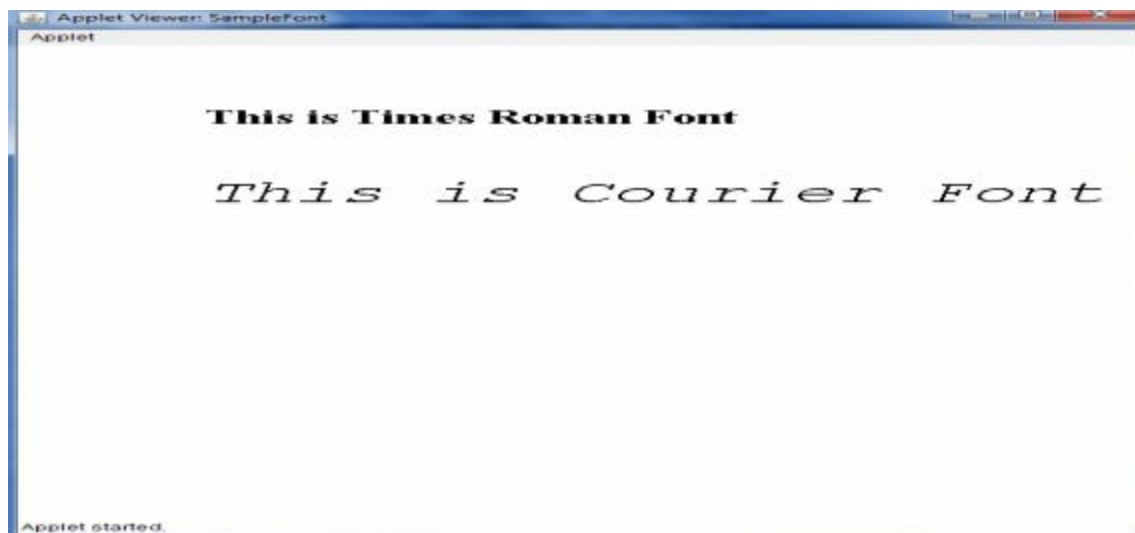 Applet Viewer: SampleFont
Applet
This is Times Roman Font
This is Courier Font
Applet started.